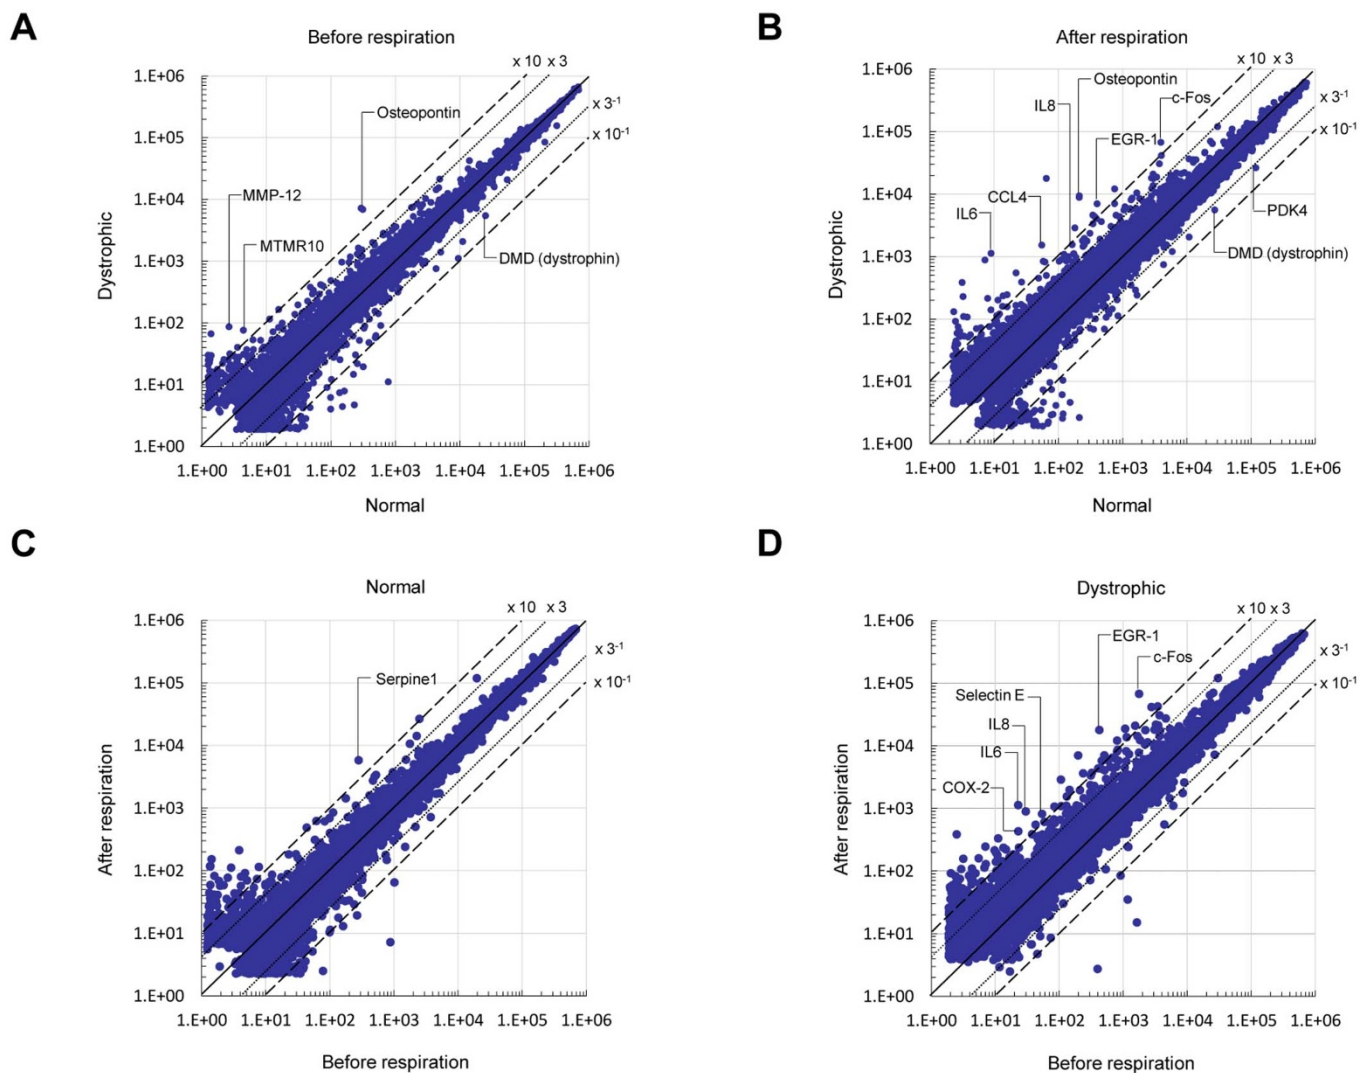 A
Before respiration
x 10 x 3
1.E+06
Osteopontin
x 3-1
1.E+05
x 10-1
MMP-12
1.E+04
MTMR10
Dystrophic
1.E+03
DMD (dystrophin)
1.E+02
1.E+01
1.E+00
1.E+00 1.E+01 1.E+02 1.E+03 1.E+04 1.E+05 1.E+06
Normal
B
After respiration
x 10 x 3
1.E+06
Osteopontin
IL8
c-Fos
x 3-1
1.E+05
x 10-1
EGR-1
1.E+04
CCL4
IL6
PDK4
Dystrophic
1.E+03
DMD (dystrophin)
1.E+02
1.E+01
1.E+00
1.E+00 1.E+01 1.E+02 1.E+03 1.E+04 1.E+05 1.E+06
Normal
C
Normal
x 10 x 3
1.E+06
x 3-1
Serpine1
1.E+05
x 10-1
1.E+04
After respiration
1.E+03
1.E+02
1.E+01
1.E+00
1.E+00 1.E+01 1.E+02 1.E+03 1.E+04 1.E+05 1.E+06
Before respiration
D
Dystrophic
x 10 x 3
1.E+06
EGR-1
x 3-1
c-Fos
1.E+05
x 10-1
Selectin E
IL8
1.E+04
IL6
COX-2
After respiration
1.E+03
1.E+02
1.E+01
1.E+00
1.E+00 1.E+01 1.E+02 1.E+03 1.E+04 1.E+05 1.E+06
Before respiration